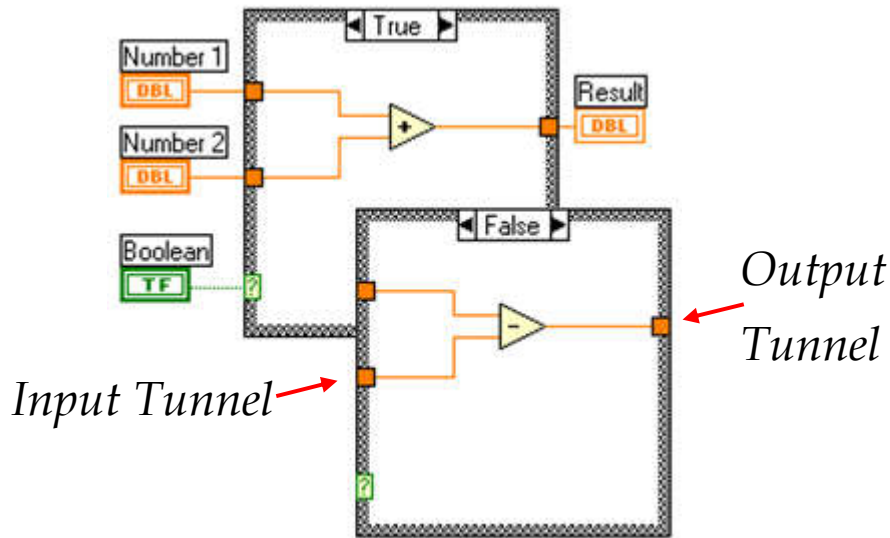 True
Number 1
DBL
Result
DBL
+
Number 2
DBL
False
Boolean
TF
?
-
Output
Tunnel
Input Tunnel
?